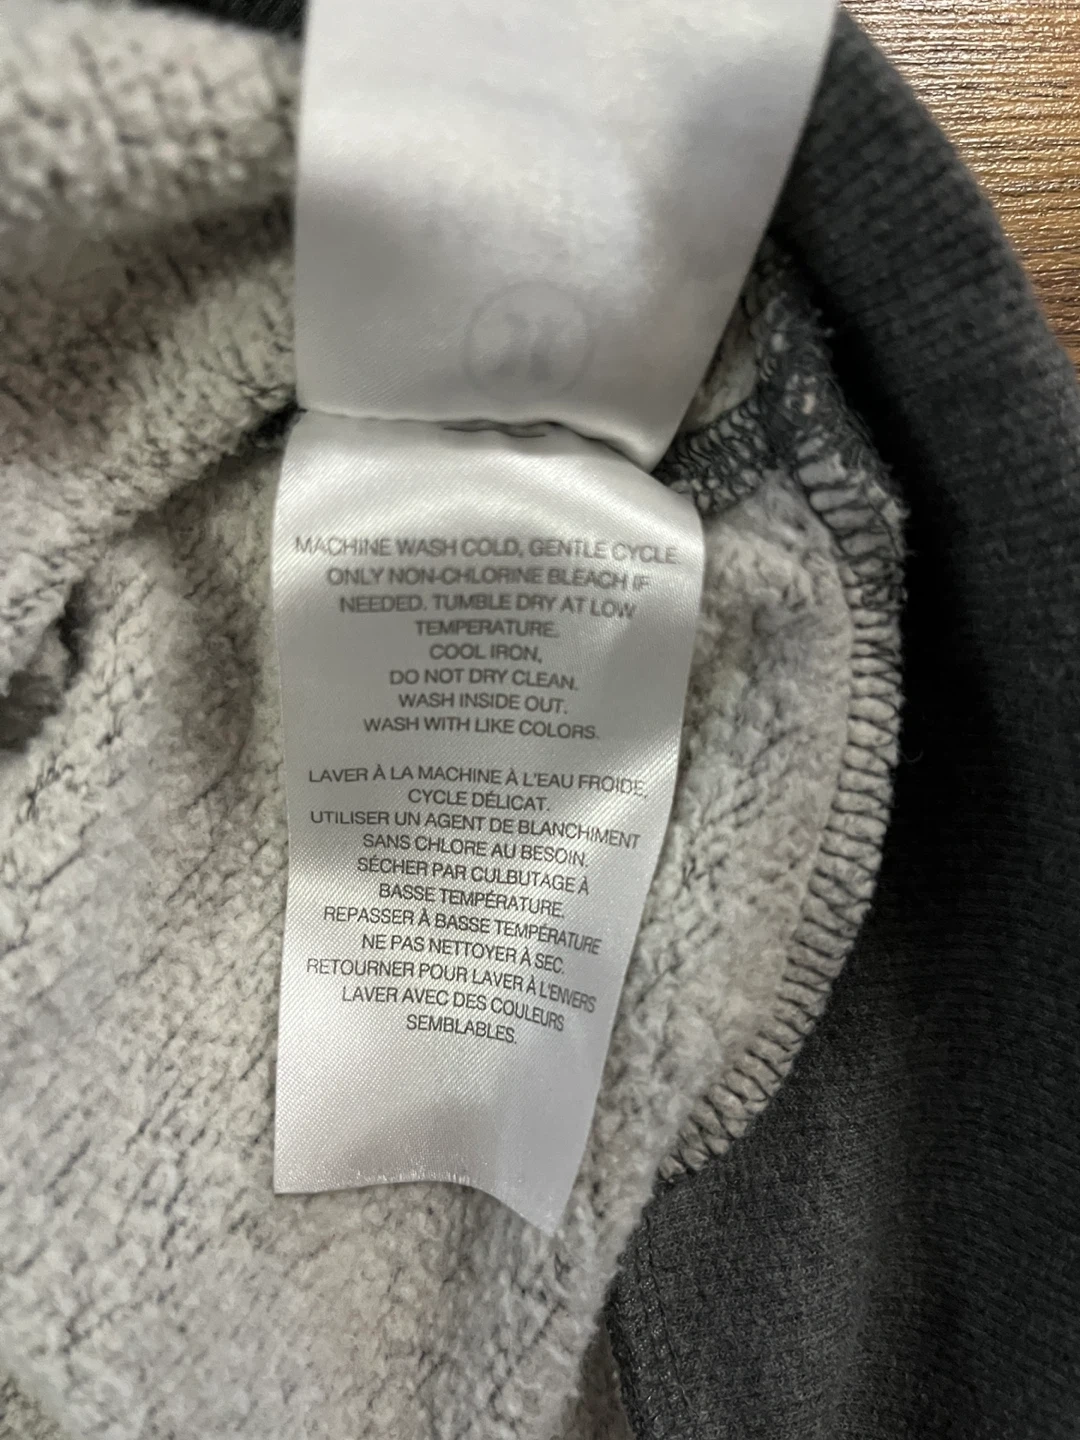 MACHINE WASH COLD, GENTLE CYCLE
ONLY NON-CHLORINE BLEACH IF
NEEDED. TUMBLE DRY AT LOW
TEMPERATURE.
COOL IRON,
DO NOT DRY CLEAN.
WASH INSIDE OUT.
WASH WITH LIKE COLORS.
LAVER À LA MACHINE À L'EAU FROIDE,
CYCLE DÉLICAT.
UTILISER UN AGENT DE BLANCHIMENT
SANS CHLORE AU BESOIN.
SÉCHER PAR CULBUTAGE À
BASSE TEMPÉRATURE.
REPASSER À BASSE TEMPÉRATURE
NE PAS NETTOYER À SEC.
RETOURNER POUR LAVER À L'ENVERS
LAVER AVEC DES COULEURS
SEMBLABLES.